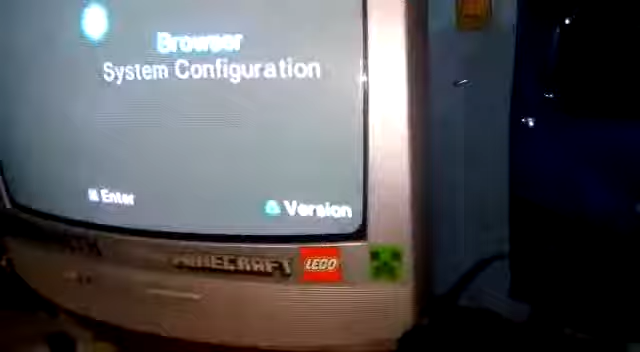 Browser
System Configuration
Enter
Version
MINECRAFT
LEGO